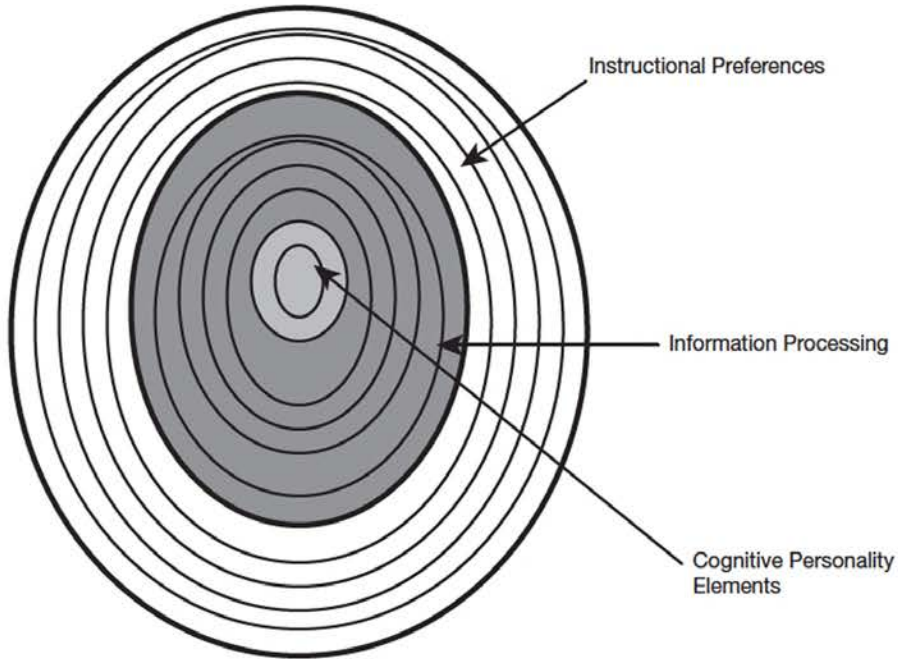 Instructional Preferences
Information Processing
Cognitive Personality
Elements